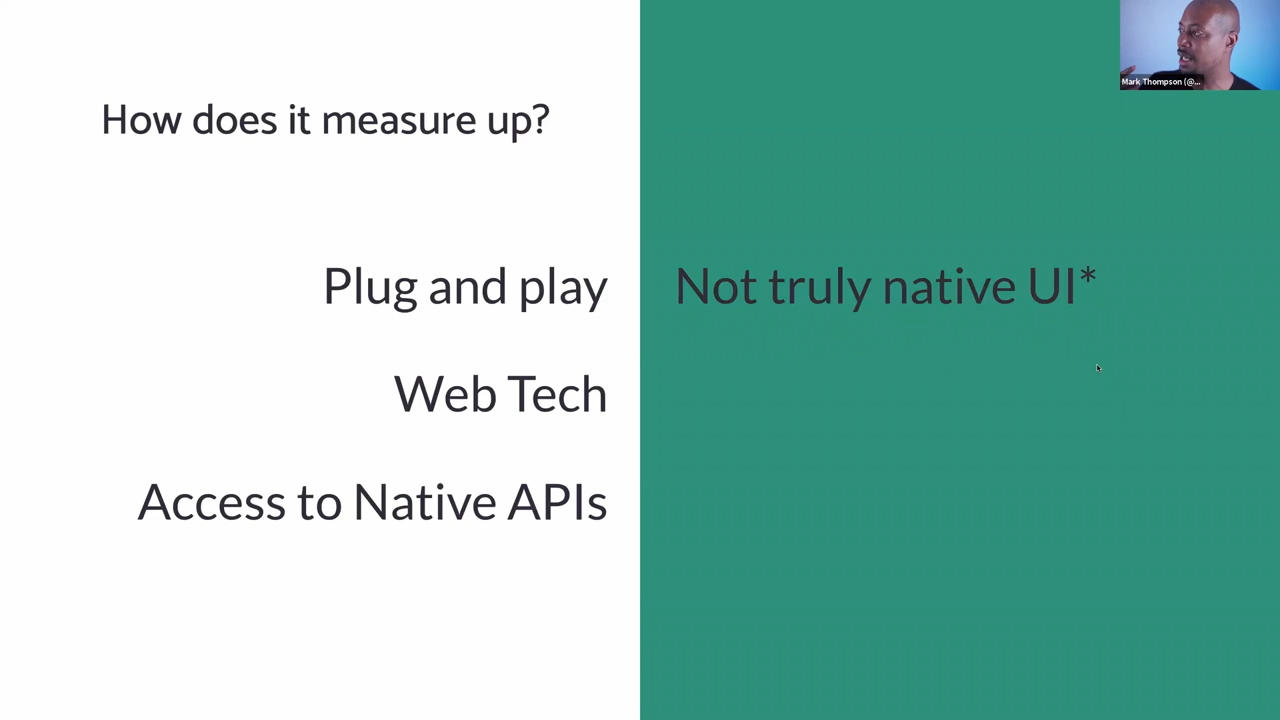 How does it measure up?
Plug and play
Web Tech
Access to Native APIs
Not truly native UI*
Mark Thompson (@...